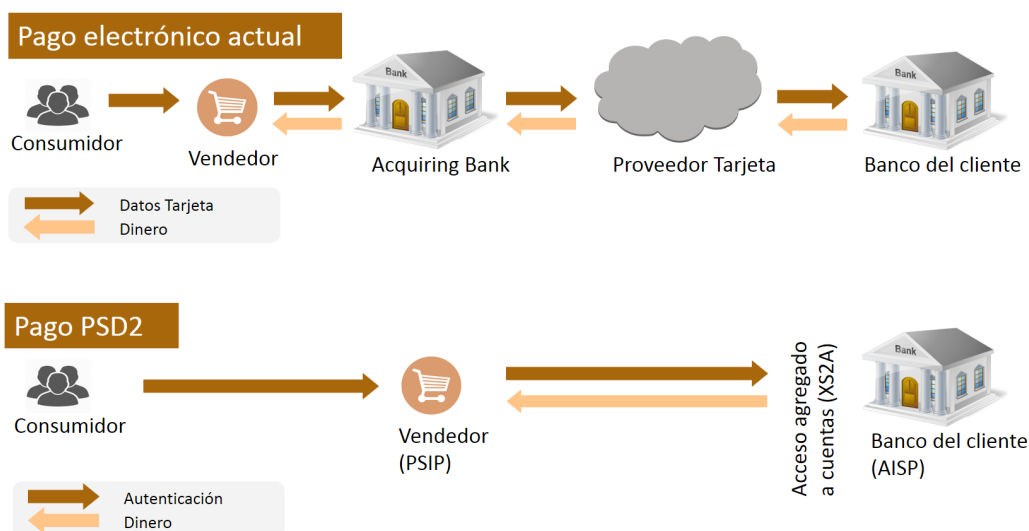 Pago electrónico actual
Bank
Bank
Consumidor
Vendedor
Acquiring Bank
Proveedor Tarjeta
Banco del cliente
Datos Tarjeta
Dinero
Pago PSD2
Bank
Consumidor
Vendedor
(PSIP)
Acceso agregado
a cuentas (XS2A)
Banco del cliente
(AISP)
Autenticación
Dinero